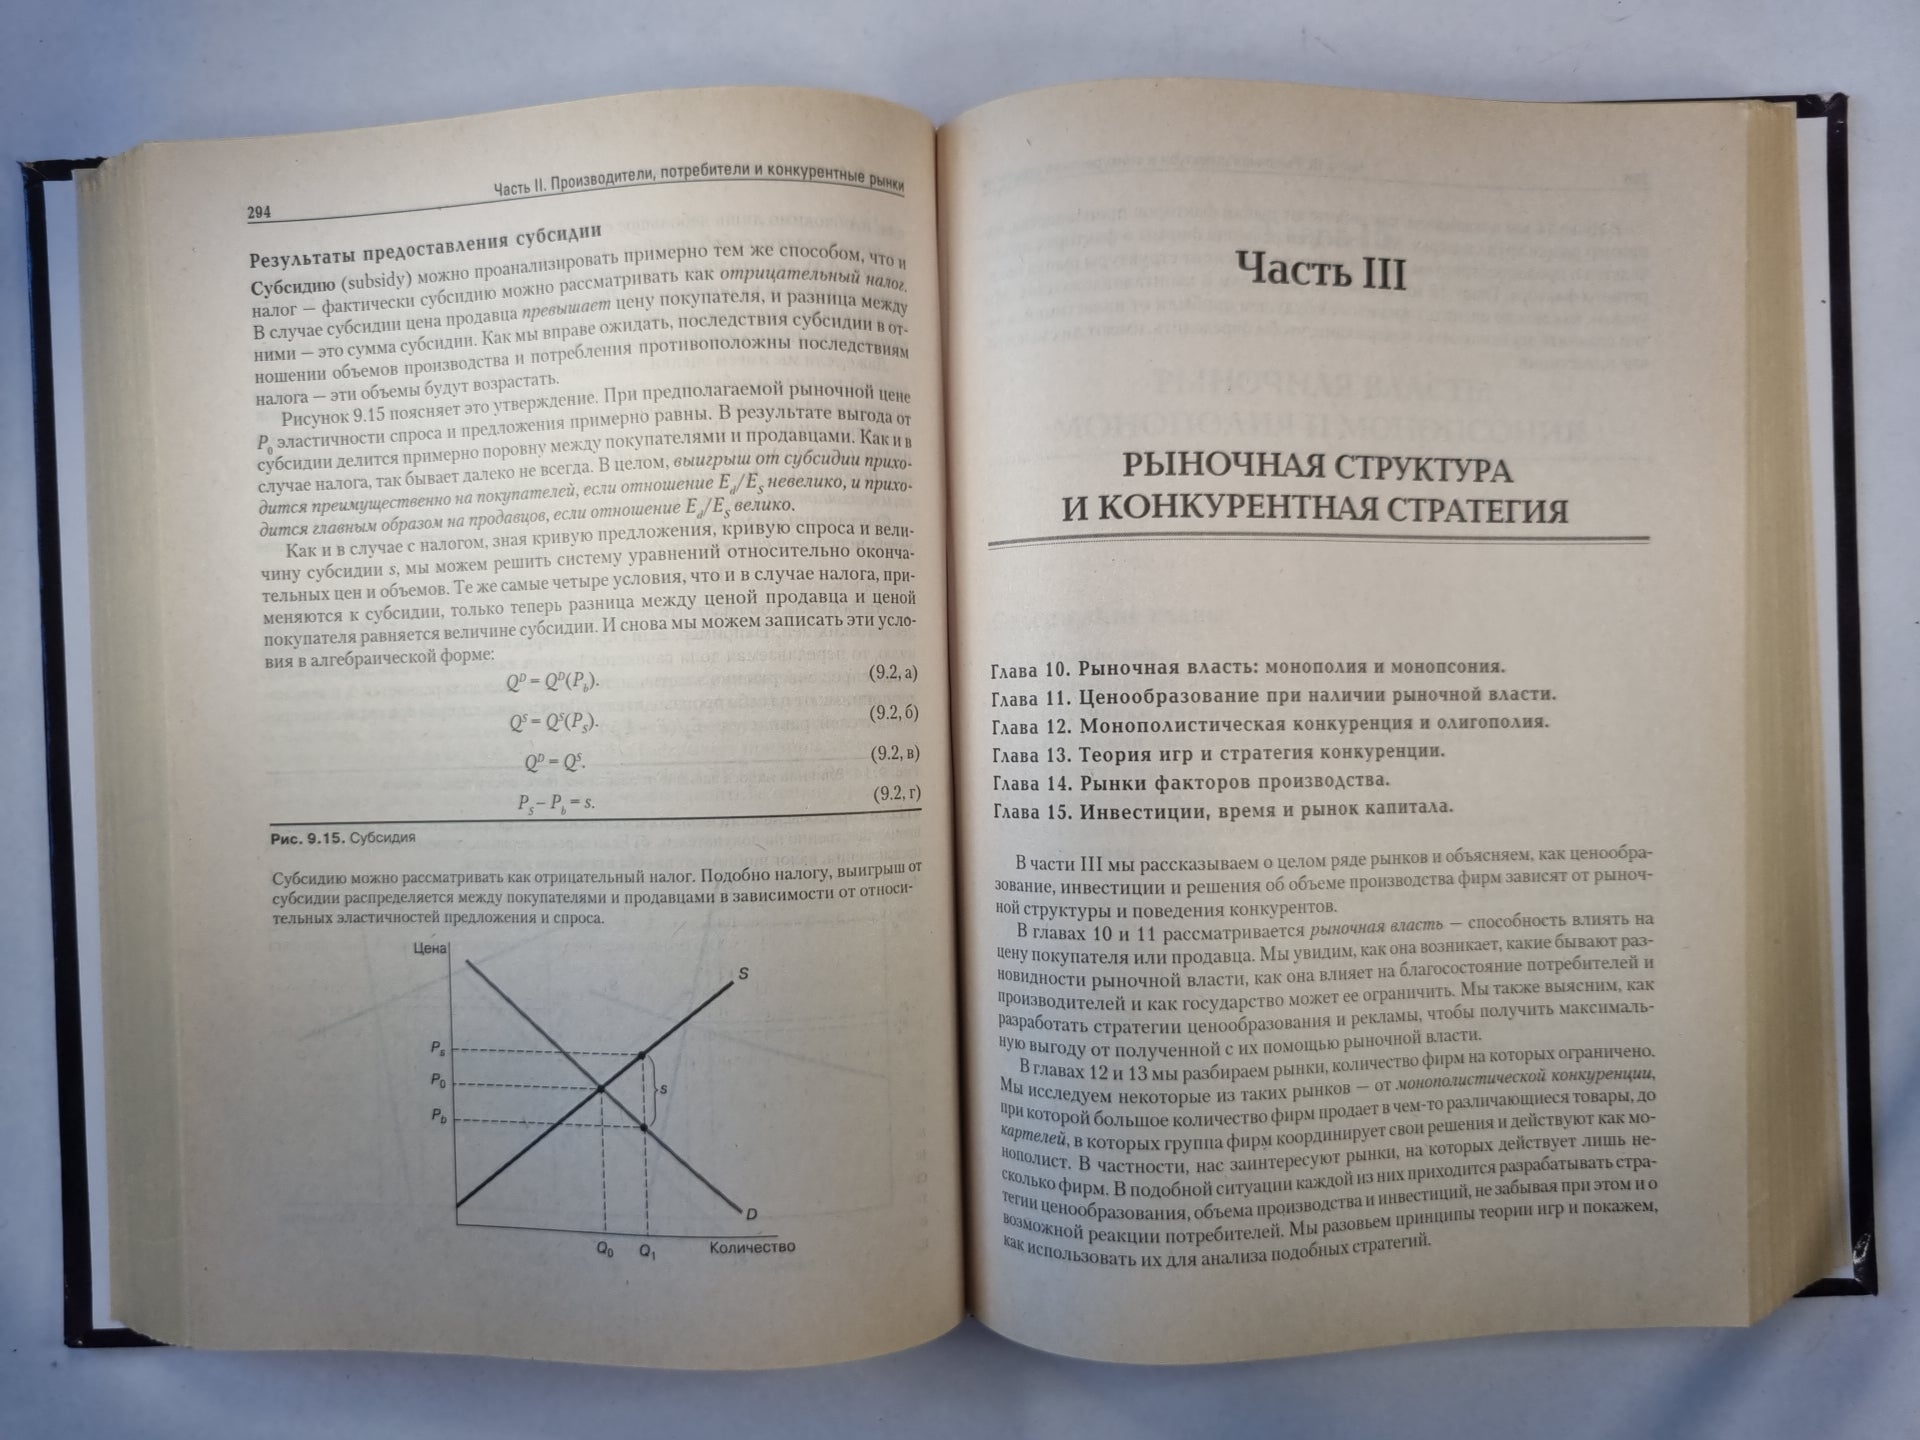 294
Часть II. Производители, потребители и конкурентные рынки
Результаты предоставления субсидии
Субсидию (subsidy) можно проанализировать примерно тем же способом, что и
налог — фактически субсидию можно рассматривать как отрицательный налог.
В случае субсидии цена продавца превышает цену покупателя, и разница между
ними — это сумма субсидии. Как мы вправе ожидать, последствия субсидии в от-
ношении объемов производства и потребления противоположны последствиям
налога — эти объемы будут возрастать.
Рисунок 9.15 поясняет это утверждение. При предполагаемой рыночной цене
P₀ эластичности спроса и предложения примерно равны. В результате выгода от
субсидии делится примерно поровну между покупателями и продавцами. Как и в
случае налога, так бывает далеко не всегда. В целом, выигрыш от субсидии прихо-
дится преимущественно на покупателей, если отношение E_d/E_s невелико, и прихо-
дится главным образом на продавцов, если отношение E_d/E_s велико.
Как и в случае с налогом, зная кривую предложения, кривую спроса и вели-
чину субсидии s, мы можем решить систему уравнений относительно оконча-
тельных цен и объемов. Те же самые четыре условия, что и в случае налога, при-
меняются к субсидии, только теперь разница между ценой продавца и ценой
покупателя равняется величине субсидии. И снова мы можем записать эти усло-
вия в алгебраической форме:
Q^D = Q^D(P_b). (9.2, а)
Q^s = Q^s(P_s). (9.2, б)
Q^D = Q^s. (9.2, в)
P_s – P_b = s. (9.2, г)
Рис. 9.15. Субсидия
Субсидию можно рассматривать как отрицательный налог. Подобно налогу, выигрыш от
субсидии распределяется между покупателями и продавцами в зависимости от относи-
тельных эластичностей предложения и спроса.
Цена
S
P_s
P₀
s
P_b
D
Q₀ Q₁ Количество
Часть III
РЫНОЧНАЯ СТРУКТУРА
И КОНКУРЕНТНАЯ СТРАТЕГИЯ
Глава 10. Рыночная власть: монополия и монопсония.
Глава 11. Ценообразование при наличии рыночной власти.
Глава 12. Монополистическая конкуренция и олигополия.
Глава 13. Теория игр и стратегия конкуренции.
Глава 14. Рынки факторов производства.
Глава 15. Инвестиции, время и рынок капитала.
В части III мы рассказываем о целом ряде рынков и объясняем, как ценообра-
зование, инвестиции и решения об объеме производства фирм зависят от рыноч-
ной структуры и поведения конкурентов.
В главах 10 и 11 рассматривается рыночная власть — способность влиять на
цену покупателя или продавца. Мы увидим, как она возникает, какие бывают раз-
новидности рыночной власти, как она влияет на благосостояние потребителей и
производителей и как государство может ее ограничить. Мы также выясним, как
разработать стратегии ценообразования и рекламы, чтобы получить максималь-
ную выгоду от полученной с их помощью рыночной власти.
В главах 12 и 13 мы разбираем рынки, количество фирм на которых ограничено.
Мы исследуем некоторые из таких рынков — от монополистической конкуренции,
при которой большое количество фирм продает в чем-то различающиеся товары, до
картелей, в которых группа фирм координирует свои решения и действуют как мо-
нополист. В частности, нас заинтересуют рынки, на которых действует лишь не-
сколько фирм. В подобной ситуации каждой из них приходится разрабатывать стра-
тегии ценообразования, объема производства и инвестиций, не забывая при этом и о
возможной реакции потребителей. Мы разовьем принципы теории игр и покажем,
как использовать их для анализа подобных стратегий.